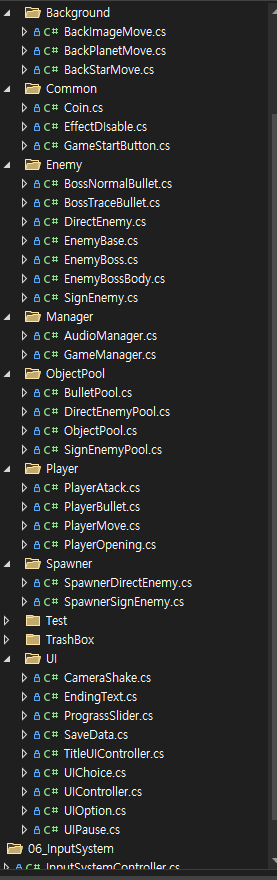 Background
C# BackImageMove.cs
C# BackPlanetMove.cs
C# BackStarMove.cs
Common
C# Coin.cs
C# EffectDIsable.cs
C# GameStartButton.cs
Enemy
C# BossNormalBullet.cs
C# BossTraceBullet.cs
C# DirectEnemy.cs
C# EnemyBase.cs
C# EnemyBoss.cs
C# EnemyBossBody.cs
C# SignEnemy.cs
Manager
C# AudioManager.cs
C# GameManager.cs
ObjectPool
C# BulletPool.cs
C# DirectEnemyPool.cs
C# ObjectPool.cs
C# SignEnemyPool.cs
Player
C# PlayerAtack.cs
C# PlayerBullet.cs
C# PlayerMove.cs
C# PlayerOpening.cs
Spawner
C# SpawnerDirectEnemy.cs
C# SpawnerSignEnemy.cs
Test
TrashBox
UI
C# CameraShake.cs
C# EndingText.cs
C# PrograssSlider.cs
C# SaveData.cs
C# TitleUIController.cs
C# UIChoice.cs
C# UIController.cs
C# UIOption.cs
C# UIPause.cs
06_InputSystem
C# InputSystemController.cs